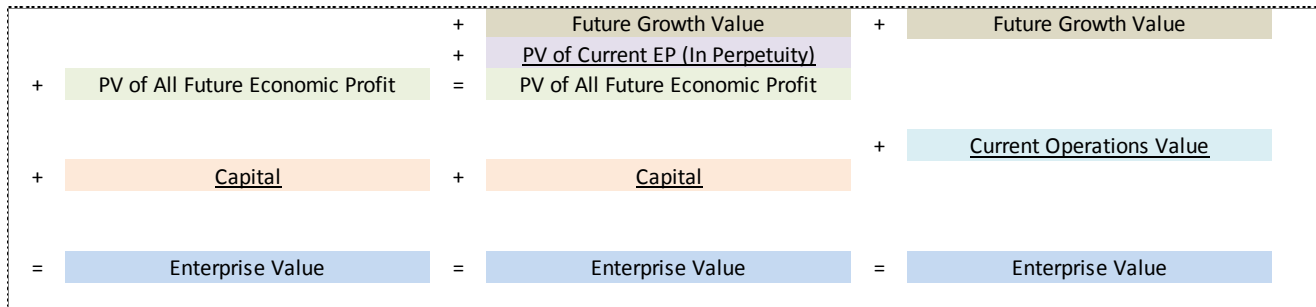 + Future Growth Value + Future Growth Value
+ PV of Current EP (In Perpetuity)
+ PV of All Future Economic Profit = PV of All Future Economic Profit
+ Current Operations Value
+ Capital + Capital
= Enterprise Value = Enterprise Value = Enterprise Value